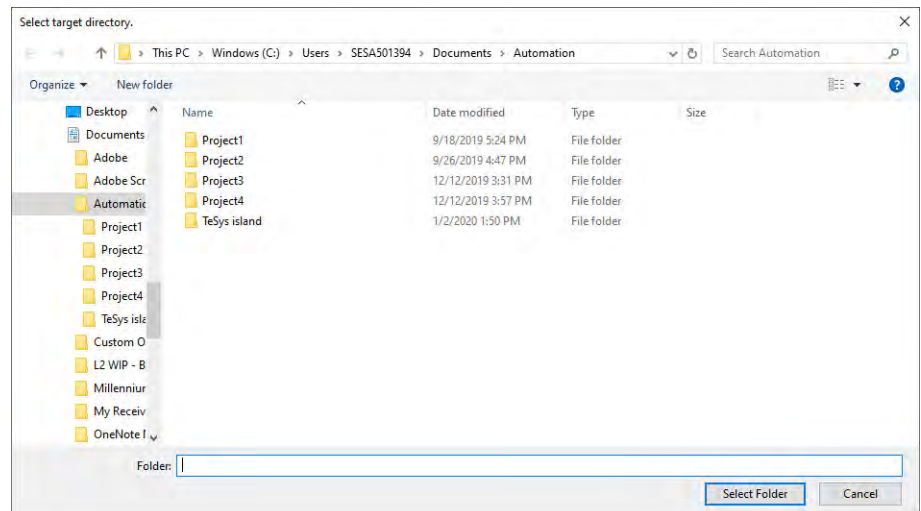 Select target directory.
This PC > Windows (C:) > Users > SESA501394 > Documents > Automation
Search Automation
Organize
New folder
Name
Date modified
Type
Size
Desktop
Documents
Adobe
Adobe Scr
Automatic
Project1
Project2
Project3
Project4
TeSys isla
Custom O
L2 WIP - B
Millenniur
My Receiv
OneNote I
Project1 9/18/2019 5:24 PM File folder
Project2 9/26/2019 4:47 PM File folder
Project3 12/12/2019 3:31 PM File folder
Project4 12/12/2019 3:57 PM File folder
TeSys island 1/2/2020 1:50 PM File folder
Folder:
Select Folder
Cancel